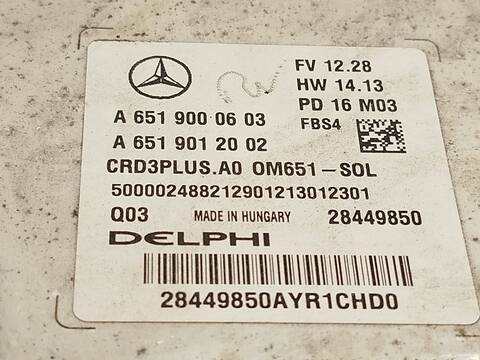 FV 12.28
HW 14.13
PD 16 M03
FBS4
A 651 900 06 03
A 651 901 20 02
CRD3PLUS.A0 OM651-SOL
500002488212901213012301
Q03 MADE IN HUNGARY 28449850
DELPHI
28449850AYR1CHD0